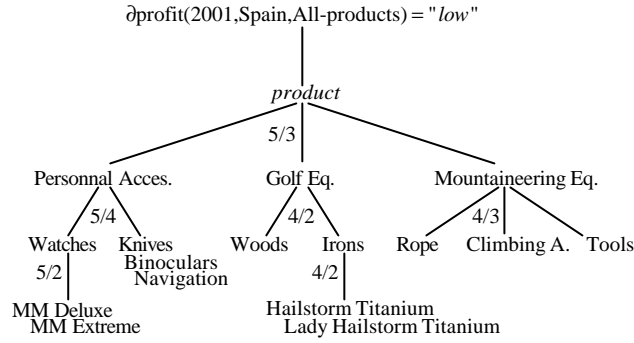 ∂profit(2001,Spain,All-products) = "low"
product
5/3
Personnal Acces. Golf Eq. Mountaineering Eq.
5/4 4/2 4/3
Watches Knives Woods Irons Rope Climbing A. Tools
Binoculars
5/2 Navigation 4/2
MM Deluxe Hailstorm Titanium
MM Extreme Lady Hailstorm Titanium